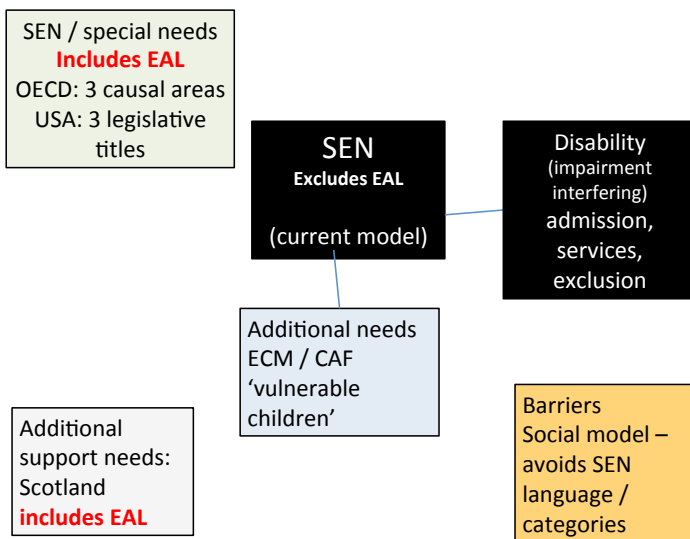 SEN / special needs
Includes EAL
OECD: 3 causal areas
USA: 3 legislative
titles
SEN
Excludes EAL
(current model)
Disability
(impairment
interfering)
admission,
services,
exclusion
Additional needs
ECM / CAF
‘vulnerable
children’
Additional
support needs:
Scotland
includes EAL
Barriers
Social model –
avoids SEN
language /
categories